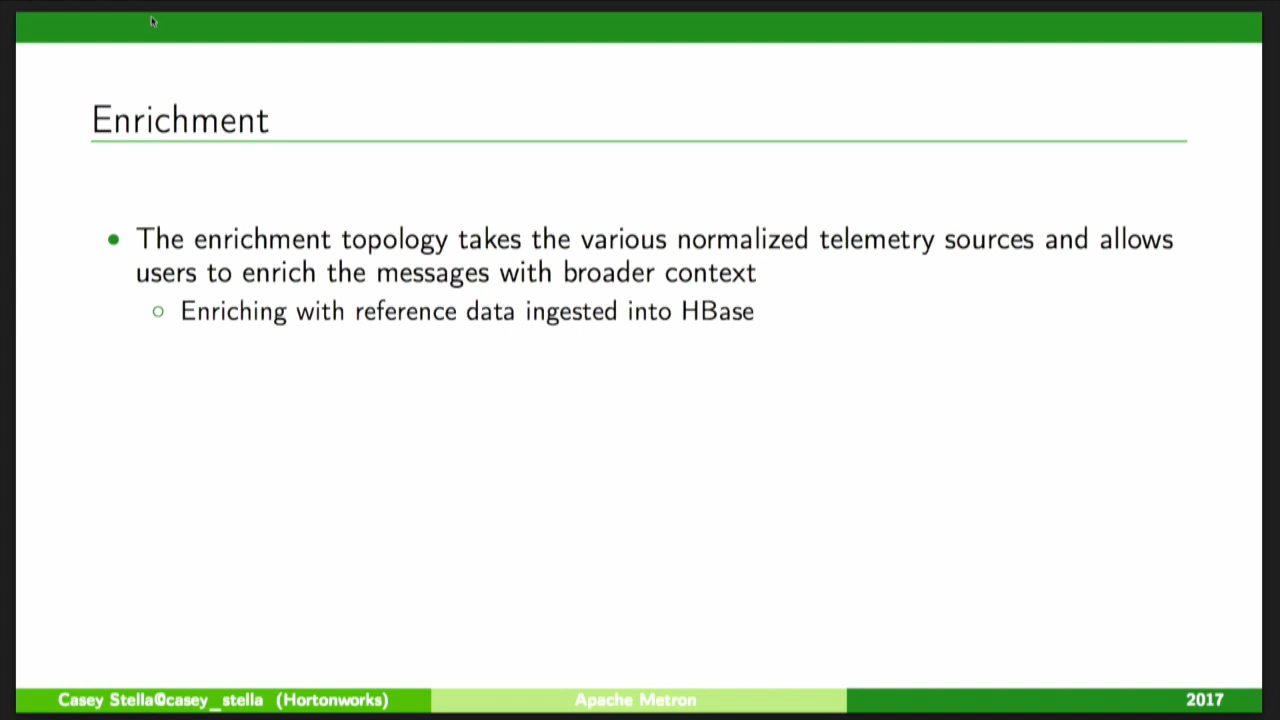 Enrichment
• The enrichment topology takes the various normalized telemetry sources and allows
users to enrich the messages with broader context
○ Enriching with reference data ingested into HBase
Casey Stella@casey_stella (Hortonworks)
Apache Metron
2017